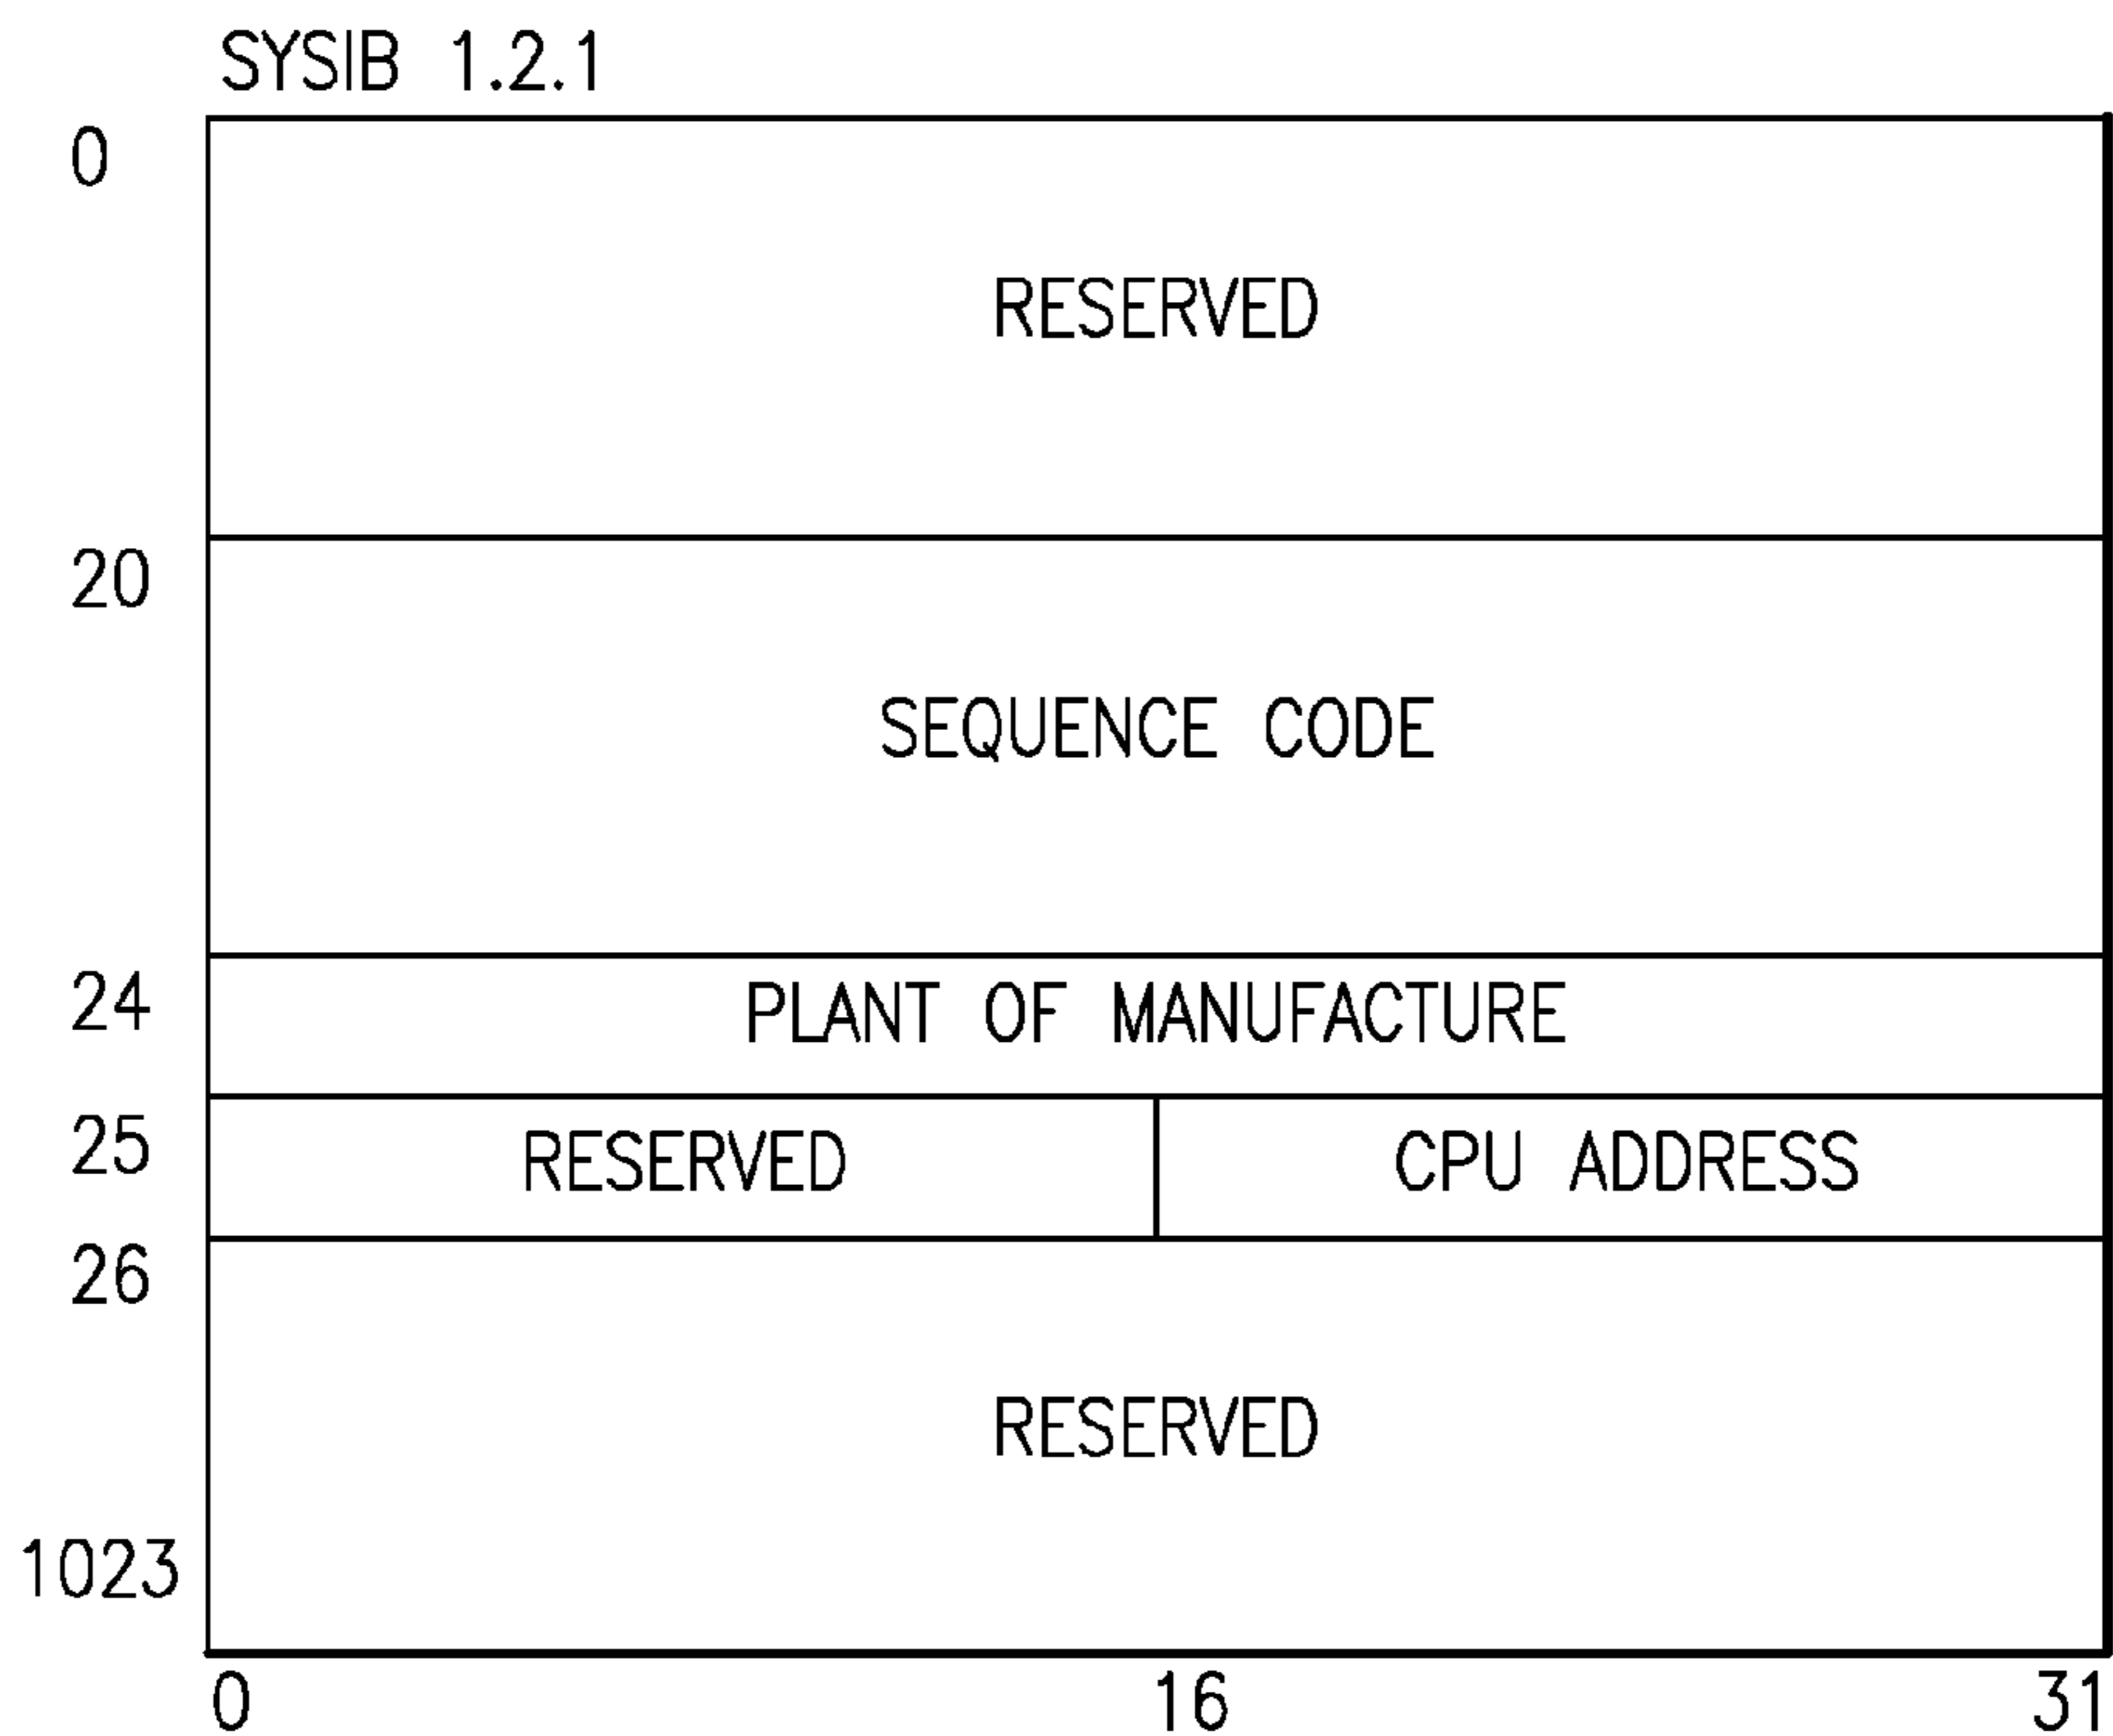 SYSIB 1.2.1
0
RESERVED
20
SEQUENCE CODE
24 PLANT OF MANUFACTURE
25 RESERVED CPU ADDRESS
26
RESERVED
1023
0 16 31